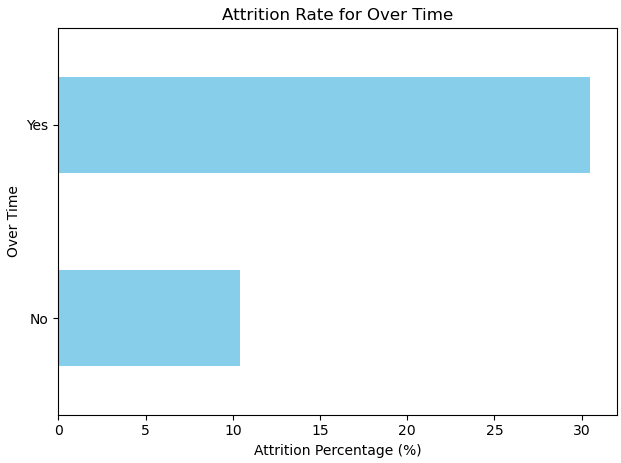 Attrition Rate for Over Time
Yes
No
Over Time
0 5 10 15 20 25 30
Attrition Percentage (%)